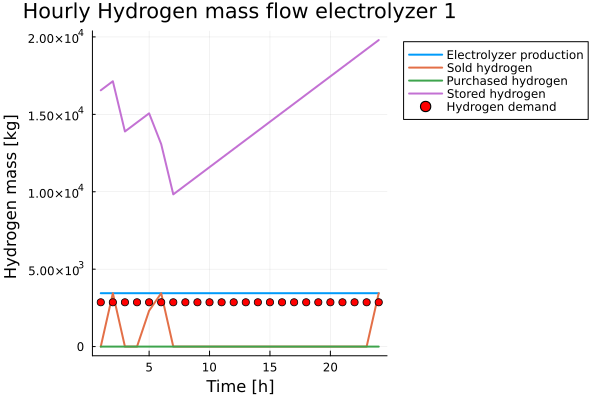 Hourly Hydrogen mass flow electrolyzer 1
2.00×10⁴
1.50×10⁴
1.00×10⁴
5.00×10³
0
Hydrogen mass [kg]
5 10 15 20
Time [h]
Electrolyzer production
Sold hydrogen
Purchased hydrogen
Stored hydrogen
Hydrogen demand